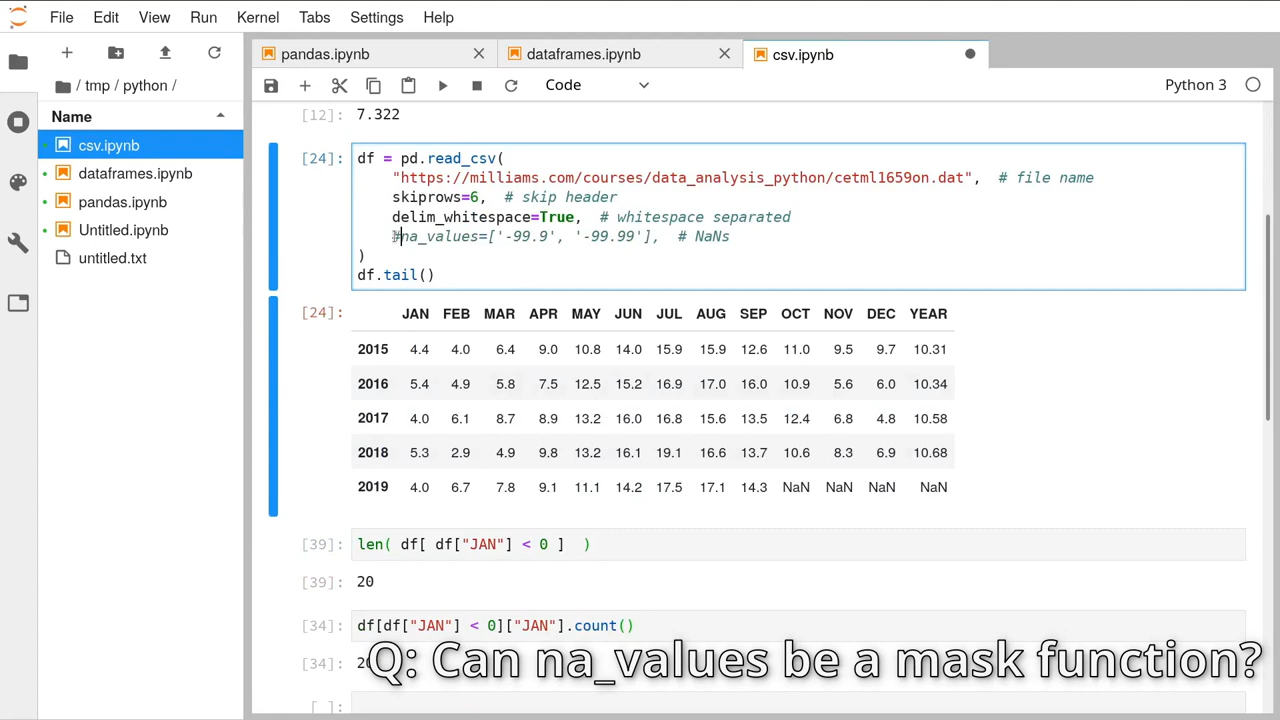 File Edit View Run Kernel Tabs Settings Help
pandas.ipynb dataframes.ipynb csv.ipynb
/ tmp / python /
Code Python 3
Name
csv.ipynb
dataframes.ipynb
pandas.ipynb
Untitled.ipynb
untitled.txt
[12]: 7.322
[24]: df = pd.read_csv(
"https://milliams.com/courses/data_analysis_python/cetml1659on.dat", # file name
skiprows=6, # skip header
delim_whitespace=True, # whitespace separated
#na_values=['-99.9', '-99.99'], # NaNs
)
df.tail()
[24]: JAN FEB MAR APR MAY JUN JUL AUG SEP OCT NOV DEC YEAR
2015 4.4 4.0 6.4 9.0 10.8 14.0 15.9 15.9 12.6 11.0 9.5 9.7 10.31
2016 5.4 4.9 5.8 7.5 12.5 15.2 16.9 17.0 16.0 10.9 5.6 6.0 10.34
2017 4.0 6.1 8.7 8.9 13.2 16.0 16.8 15.6 13.5 12.4 6.8 4.8 10.58
2018 5.3 2.9 4.9 9.8 13.2 16.1 19.1 16.6 13.7 10.6 8.3 6.9 10.68
2019 4.0 6.7 7.8 9.1 11.1 14.2 17.5 17.1 14.3 NaN NaN NaN NaN
[39]: len( df[ df["JAN"] < 0 ] )
[39]: 20
[34]: df[df["JAN"] < 0]["JAN"].count()
[34]: 20
Q: Can na_values be a mask function?
[ ]: